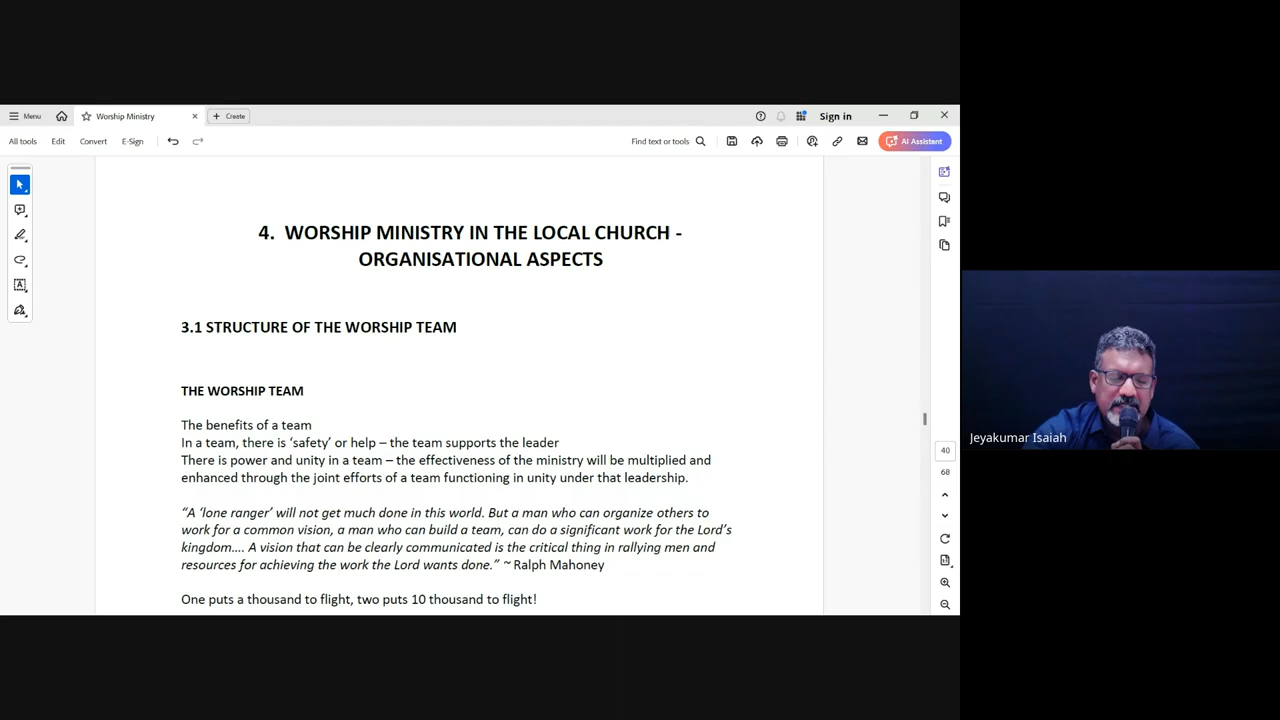 Menu
Worship Ministry
Create
Sign in
All tools
Edit
Convert
E-Sign
Find text or tools
AI Assistant
4. WORSHIP MINISTRY IN THE LOCAL CHURCH -
ORGANISATIONAL ASPECTS
3.1 STRUCTURE OF THE WORSHIP TEAM
THE WORSHIP TEAM
The benefits of a team
In a team, there is ‘safety’ or help – the team supports the leader
There is power and unity in a team – the effectiveness of the ministry will be multiplied and
enhanced through the joint efforts of a team functioning in unity under that leadership.
“A ‘lone ranger’ will not get much done in this world. But a man who can organize others to
work for a common vision, a man who can build a team, can do a significant work for the Lord’s
kingdom…. A vision that can be clearly communicated is the critical thing in rallying men and
resources for achieving the work the Lord wants done.” ~ Ralph Mahoney
One puts a thousand to flight, two puts 10 thousand to flight!
40
68
Jeyakumar Isaiah